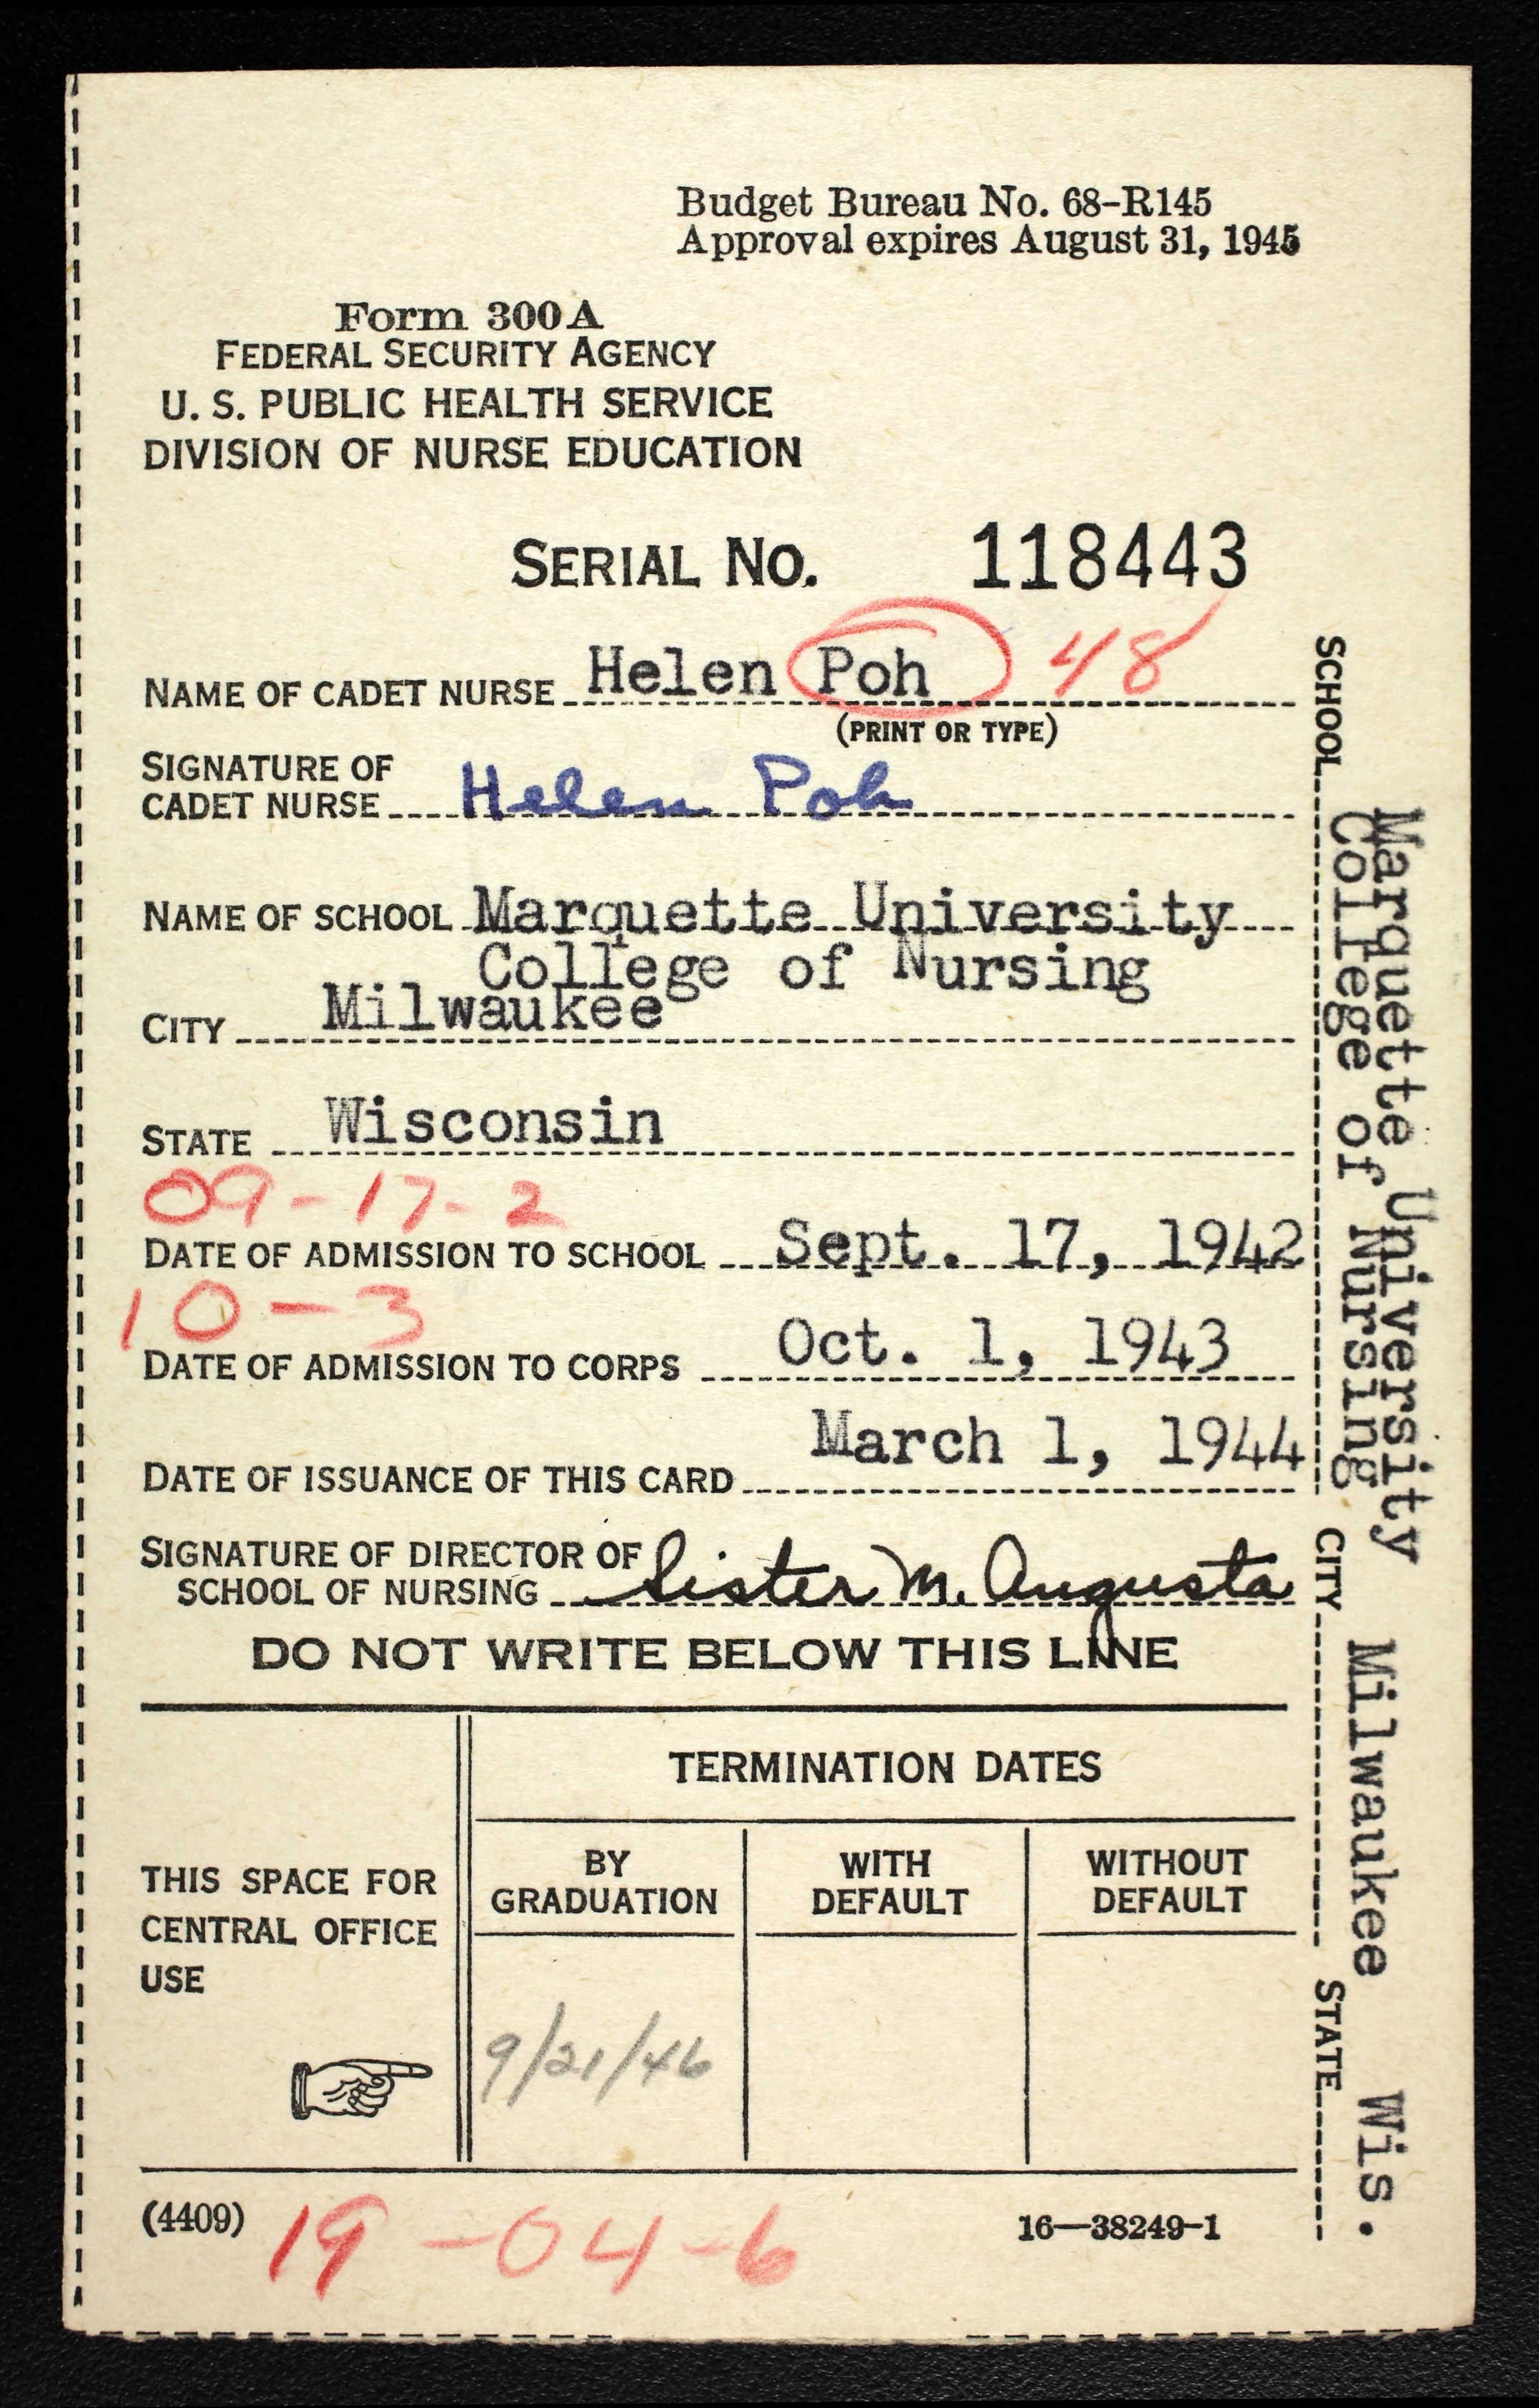 Budget Bureau No. 68-R145
Approval expires August 31, 1945
Form 300A
FEDERAL SECURITY AGENCY
U. S. PUBLIC HEALTH SERVICE
DIVISION OF NURSE EDUCATION
SERIAL No. 118443
NAME OF CADET NURSE Helen Poh 48
(PRINT OR TYPE)
SIGNATURE OF
CADET NURSE Helen Poh
NAME OF SCHOOL Marquette University
College of Nursing
CITY Milwaukee
STATE Wisconsin
09-17-2
DATE OF ADMISSION TO SCHOOL Sept. 17, 1942
10-3
DATE OF ADMISSION TO CORPS Oct. 1, 1943
DATE OF ISSUANCE OF THIS CARD March 1, 1944
SIGNATURE OF DIRECTOR OF
SCHOOL OF NURSING Sister M. Augusta
DO NOT WRITE BELOW THIS LINE
TERMINATION DATES
THIS SPACE FOR
CENTRAL OFFICE
USE
BY
GRADUATION
WITH
DEFAULT
WITHOUT
DEFAULT
9/21/46
(4409)
19-04-6
16—38249-1
SCHOOL Marquette University
College of Nursing
CITY Milwaukee
STATE Wis.